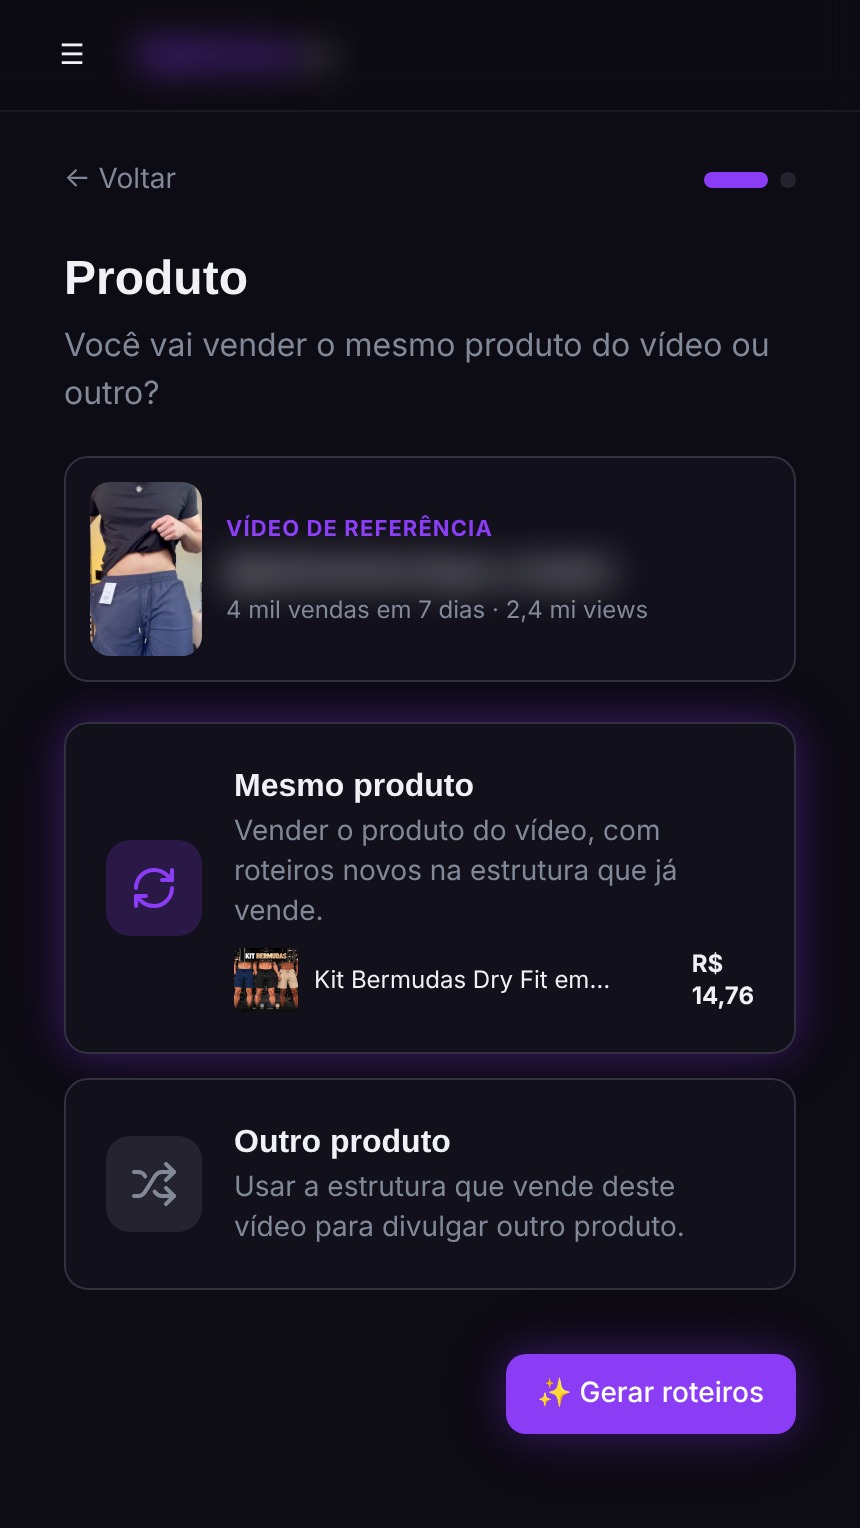 ← Voltar
Produto
Você vai vender o mesmo produto do vídeo ou
outro?
VÍDEO DE REFERÊNCIA
4 mil vendas em 7 dias · 2,4 mi views
Mesmo produto
Vender o produto do vídeo, com
roteiros novos na estrutura que já
vende.
KIT BERMUDAS
Kit Bermudas Dry Fit em...
R$
14,76
Outro produto
Usar a estrutura que vende deste
vídeo para divulgar outro produto.
✨ Gerar roteiros